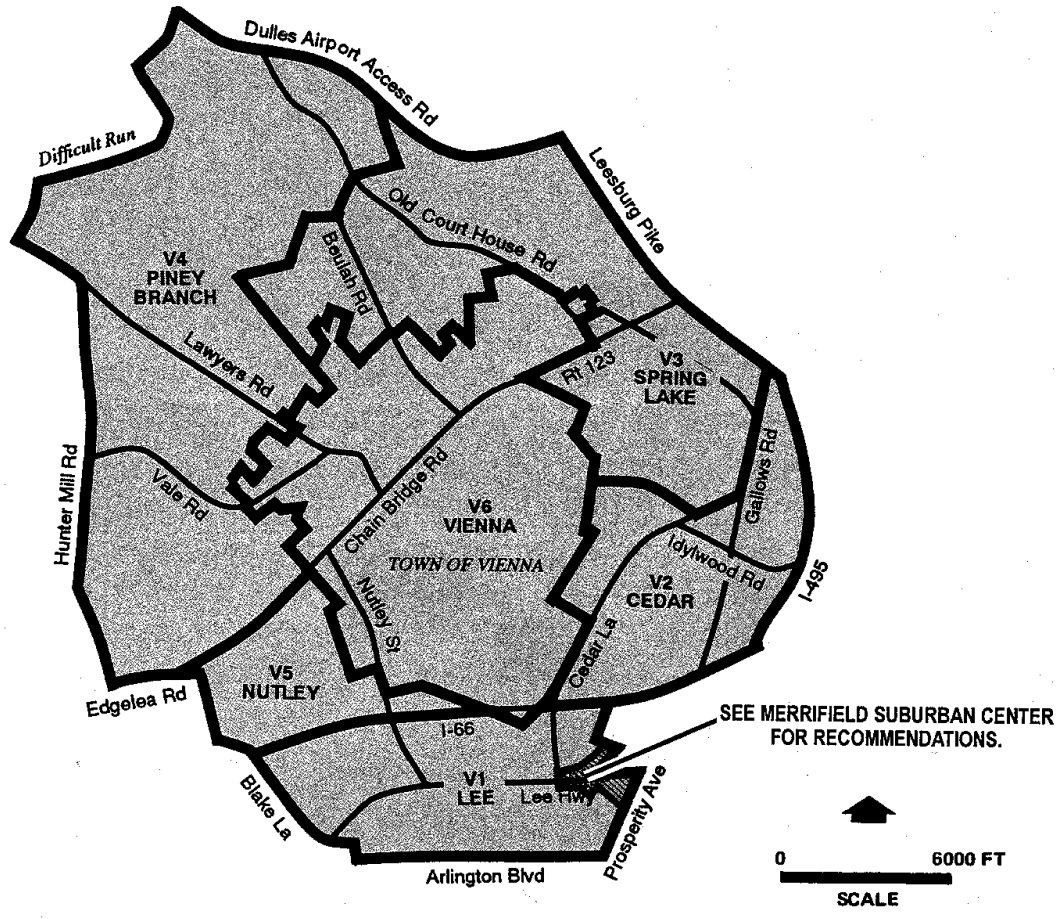 Dulles Airport Access Rd
Difficult Run
Leesburg Pike
Old Court House Rd
Beulah Rd
V4
PINEY
BRANCH
Lawyers Rd
Rt 123
V3
SPRING
LAKE
Hunter Mill Rd
Vale Rd
Chain Bridge Rd
Gallows Rd
V6
VIENNA
TOWN OF VIENNA
Idylwood Rd
I-495
V2
CEDAR
Nutley St
Cedar La
Edgelea Rd
V5
NUTLEY
I-66
SEE MERRIFIELD SUBURBAN CENTER
FOR RECOMMENDATIONS.
Blake La
V1
LEE
Lee Hwy
Prosperity Ave
Arlington Blvd
0 6000 FT
SCALE